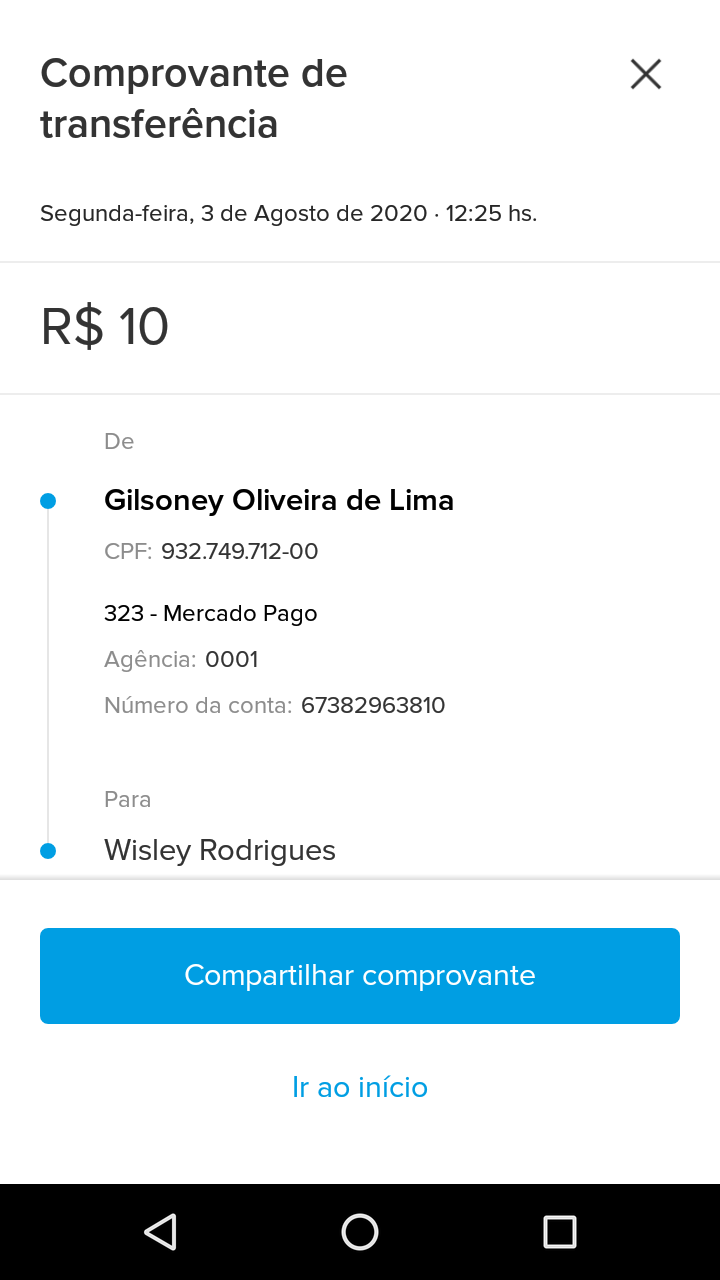 Comprovante de
transferência
Segunda-feira, 3 de Agosto de 2020 · 12:25 hs.
R$ 10
De
Gilsoney Oliveira de Lima
CPF: 932.749.712-00
323 - Mercado Pago
Agência: 0001
Número da conta: 67382963810
Para
Wisley Rodrigues
Compartilhar comprovante
Ir ao início